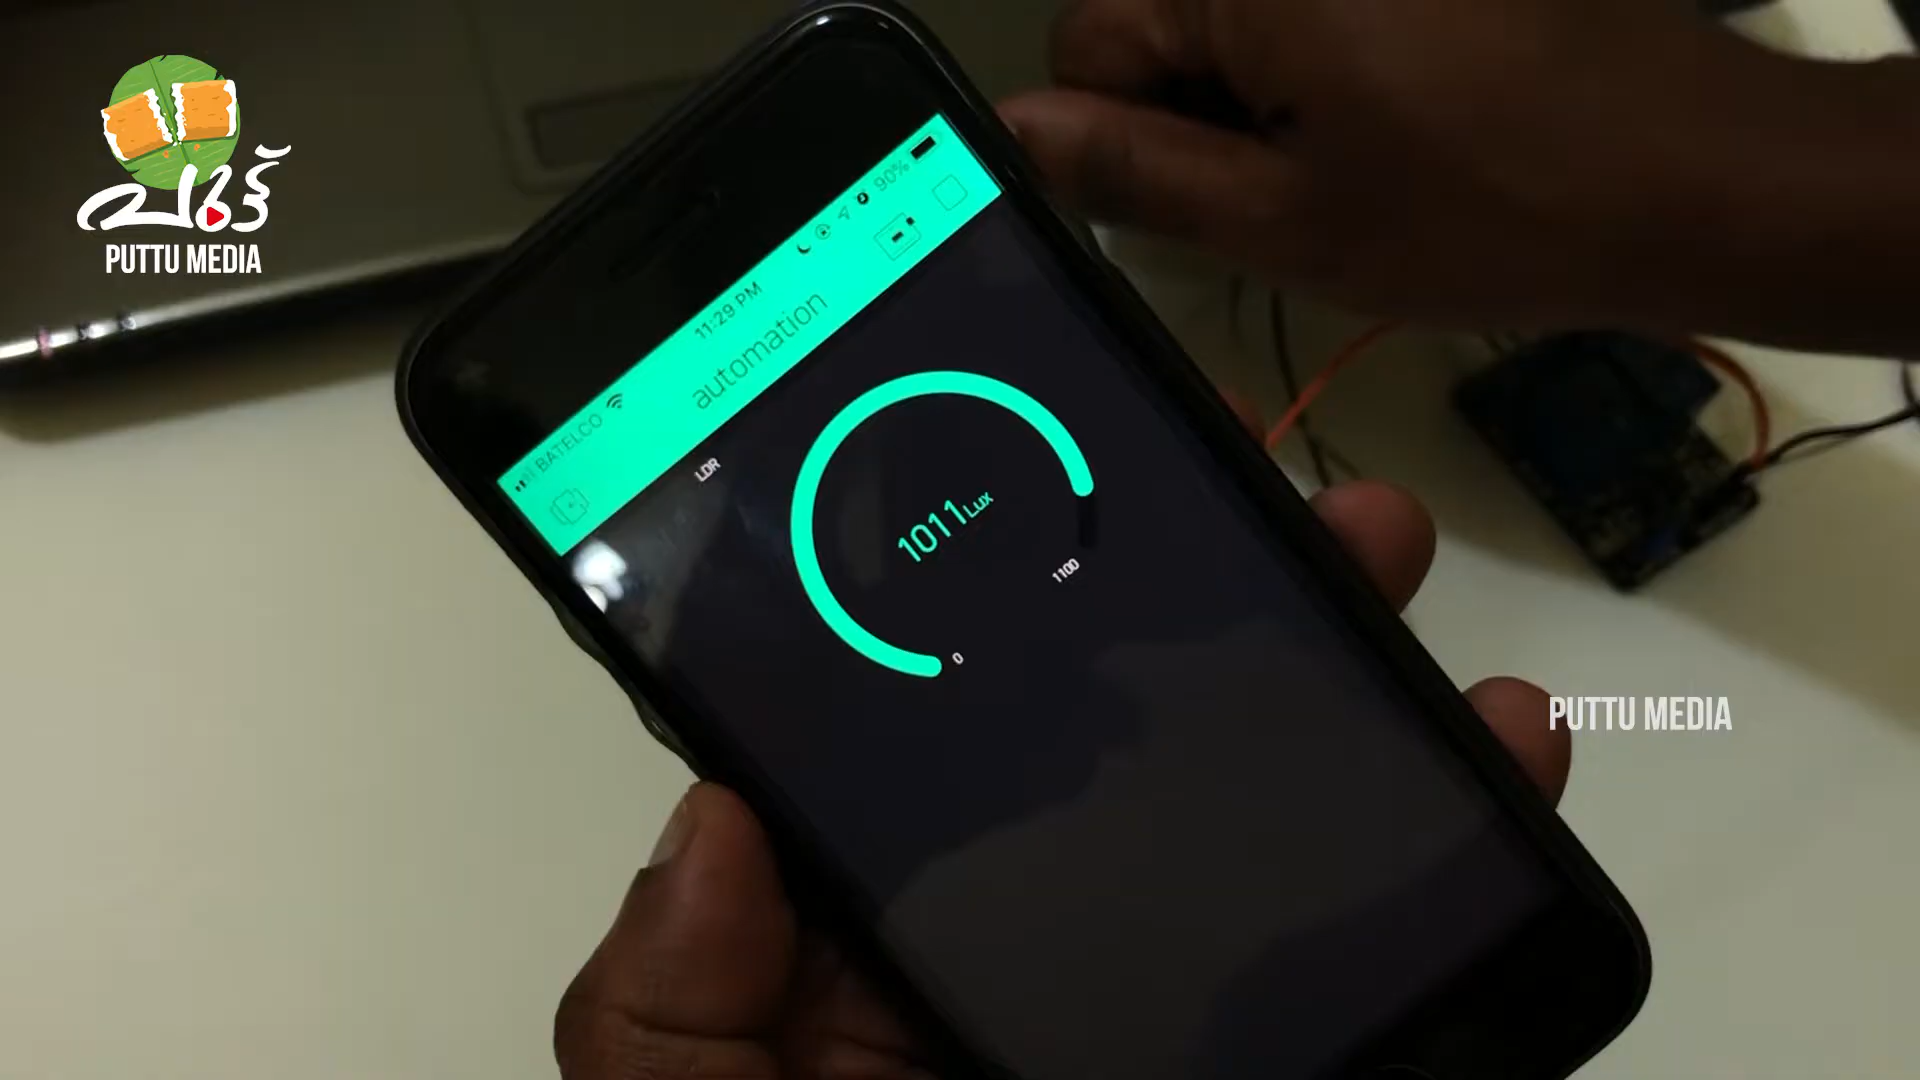 പുട്ട്
PUTTU MEDIA
BATELCO
11:29 PM
90%
automation
LDR
1011Lux
0
1100
PUTTU MEDIA